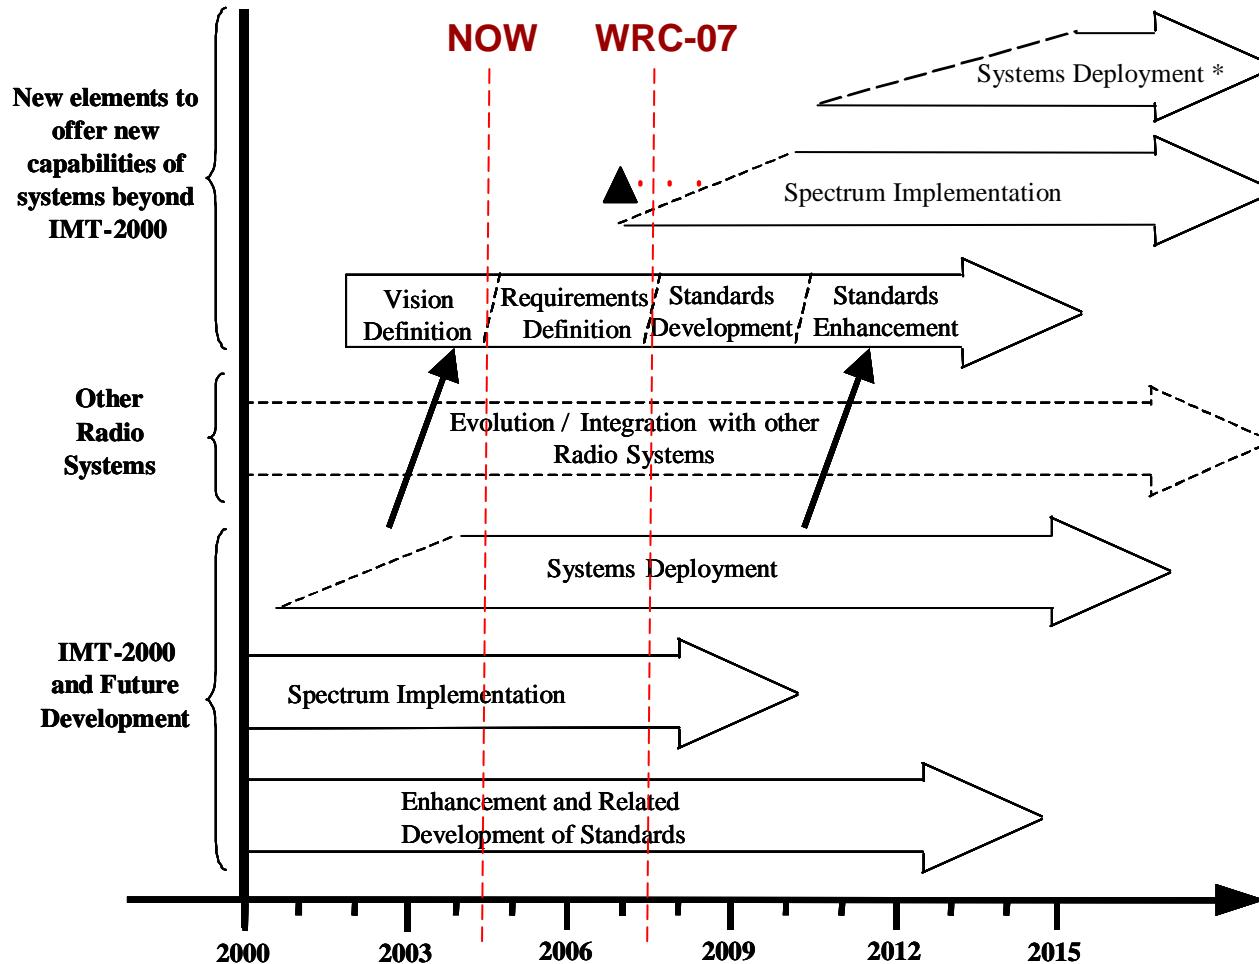 NOW
WRC-07
New elements to
offer new
capabilities of
systems beyond
IMT-2000
Systems Deployment *
Spectrum Implementation
Vision
Definition
Requirements
Definition
Standards
Development
Standards
Enhancement
Other
Radio
Systems
Evolution / Integration with other
Radio Systems
IMT-2000
and Future
Development
Systems Deployment
Spectrum Implementation
Enhancement and Related
Development of Standards
2000
2003
2006
2009
2012
2015